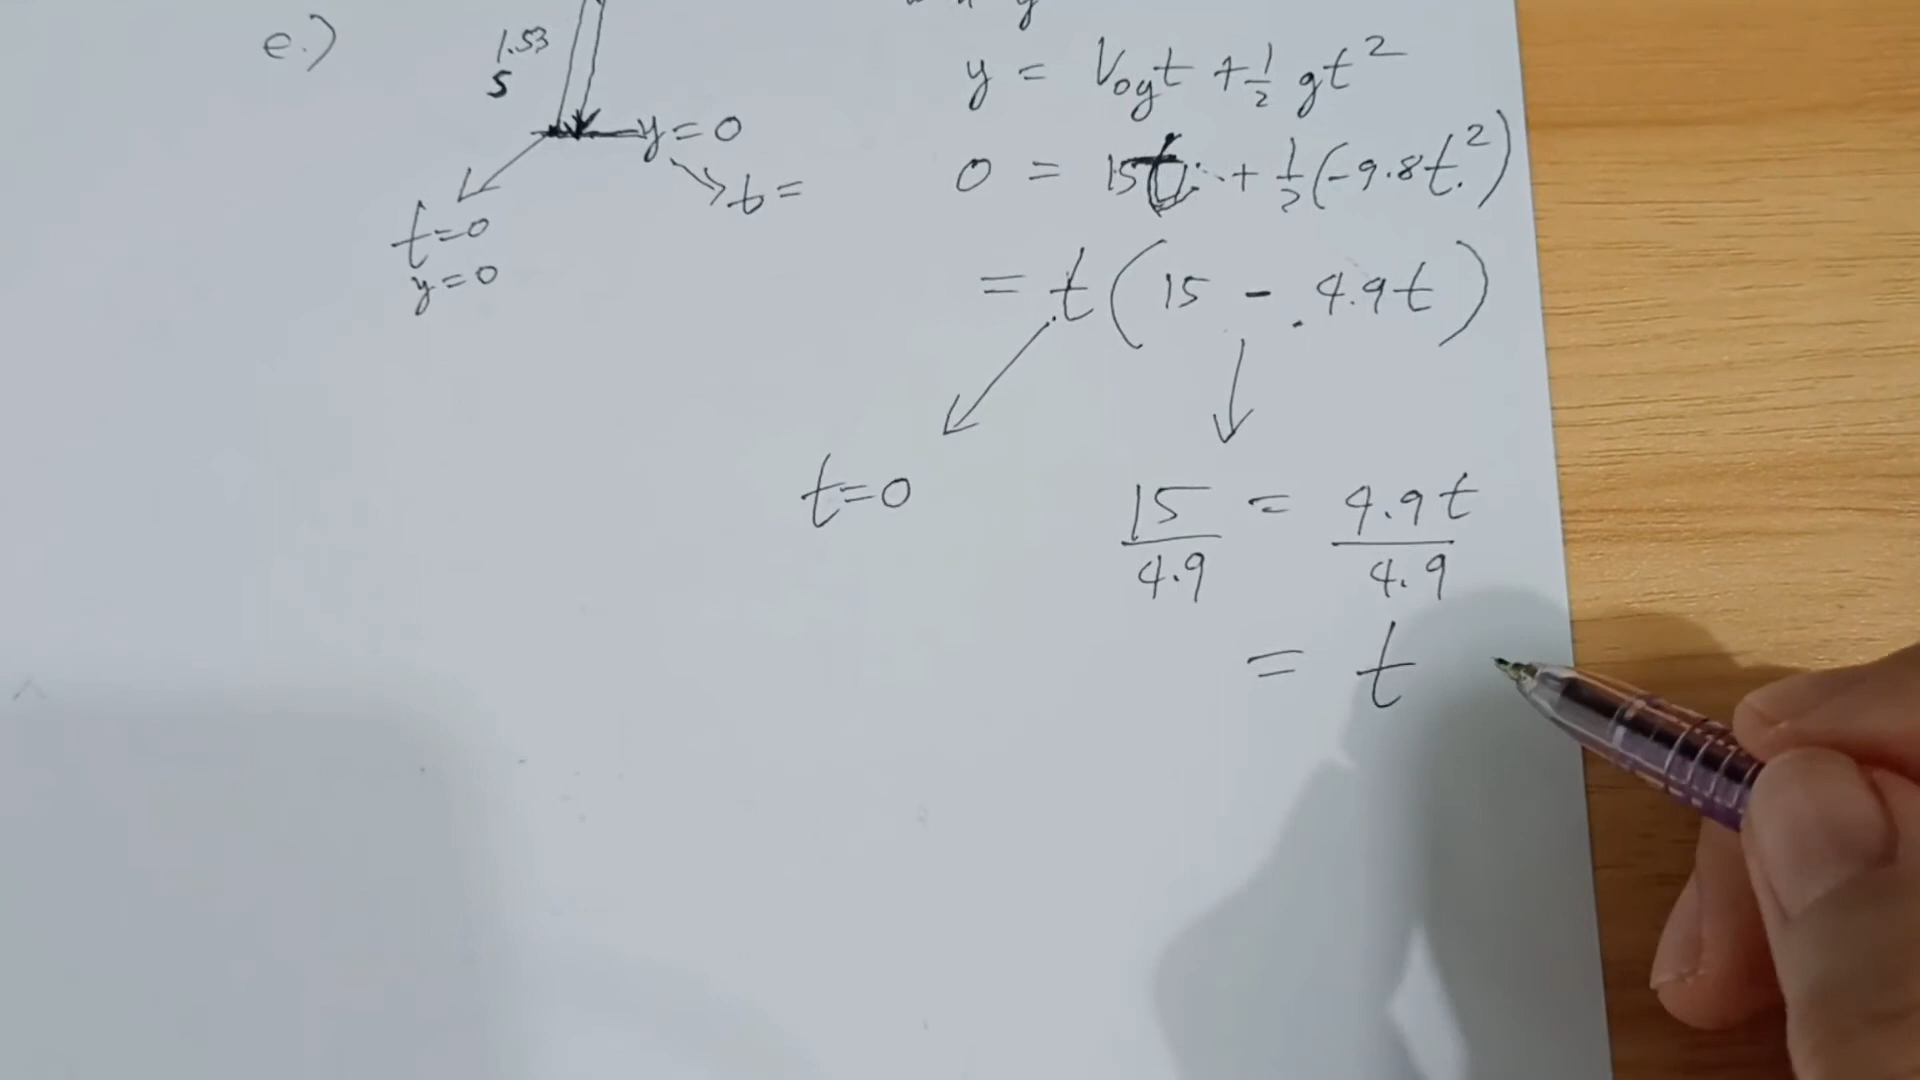 e.)
1.53
s
y = 0
t =
t = 0
y = 0
y = V₀yt + 1/2 gt²
0 = 15t + 1/2 (-9.8t²)
= t (15 - 4.9t)
t = 0
15/4.9 = 4.9t/4.9
= t